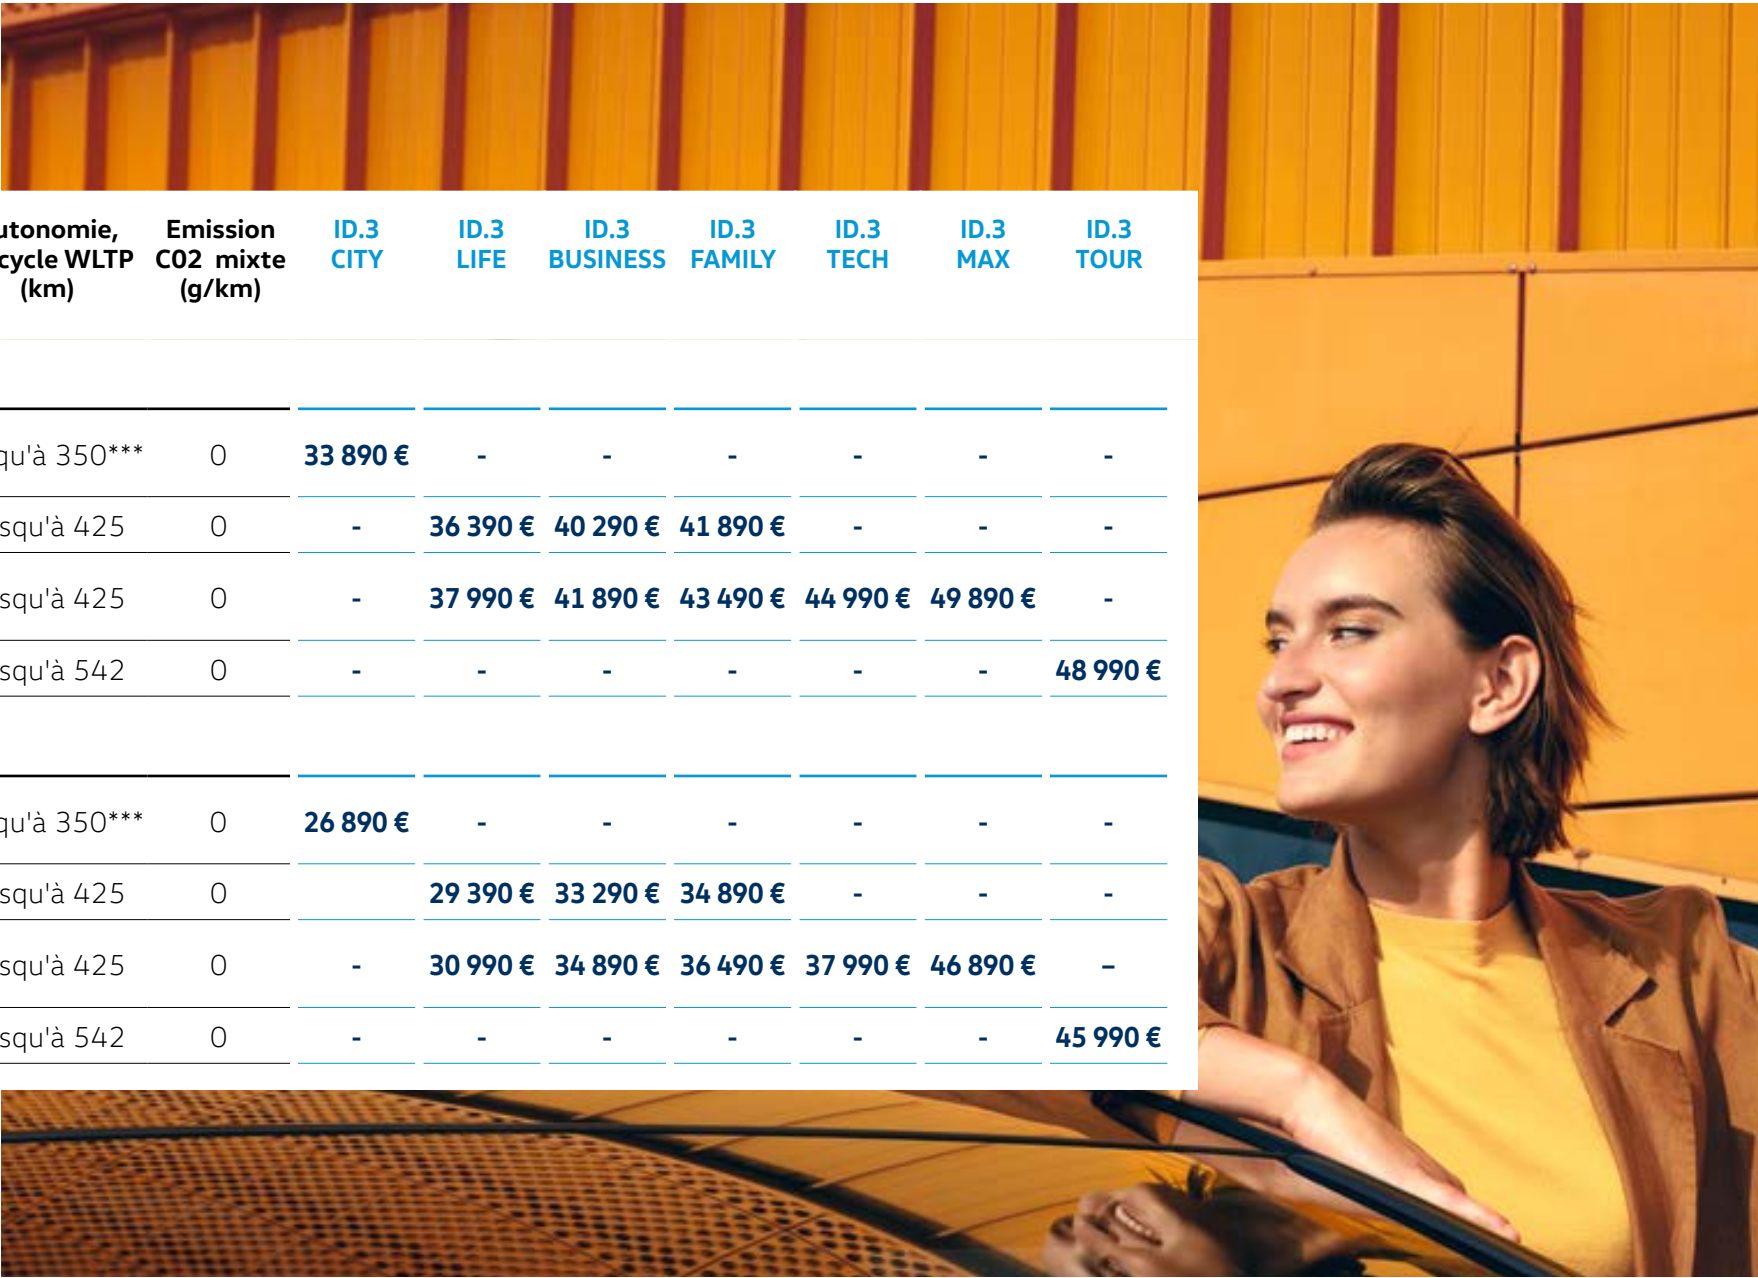 utonomie, Emission ID.3 ID.3 ID.3 ID.3 ID.3 ID.3 ID.3
cycle WLTP C02 mixte CITY LIFE BUSINESS FAMILY TECH MAX TOUR
(km) (g/km)
qu'à 350*** 0 33 890 € - - - - - -
squ'à 425 0 - 36 390 € 40 290 € 41 890 € - - -
squ'à 425 0 - 37 990 € 41 890 € 43 490 € 44 990 € 49 890 € -
squ'à 542 0 - - - - - - 48 990 €
qu'à 350*** 0 26 890 € - - - - - -
squ'à 425 0 29 390 € 33 290 € 34 890 € - - -
squ'à 425 0 - 30 990 € 34 890 € 36 490 € 37 990 € 46 890 € –
squ'à 542 0 - - - - - - 45 990 €